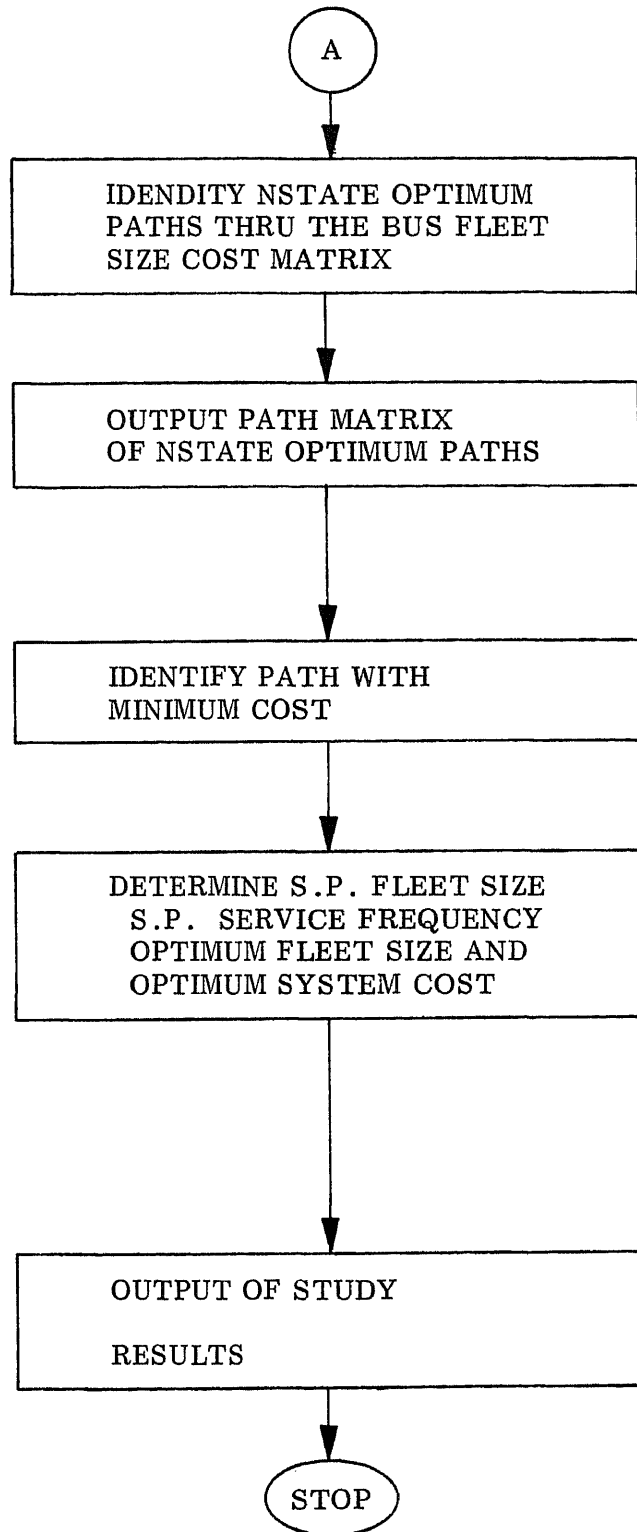 A
IDENDITY NSTATE OPTIMUM
PATHS THRU THE BUS FLEET
SIZE COST MATRIX
OUTPUT PATH MATRIX
OF NSTATE OPTIMUM PATHS
IDENTIFY PATH WITH
MINIMUM COST
DETERMINE S.P. FLEET SIZE
S.P. SERVICE FREQUENCY
OPTIMUM FLEET SIZE AND
OPTIMUM SYSTEM COST
OUTPUT OF STUDY
RESULTS
STOP